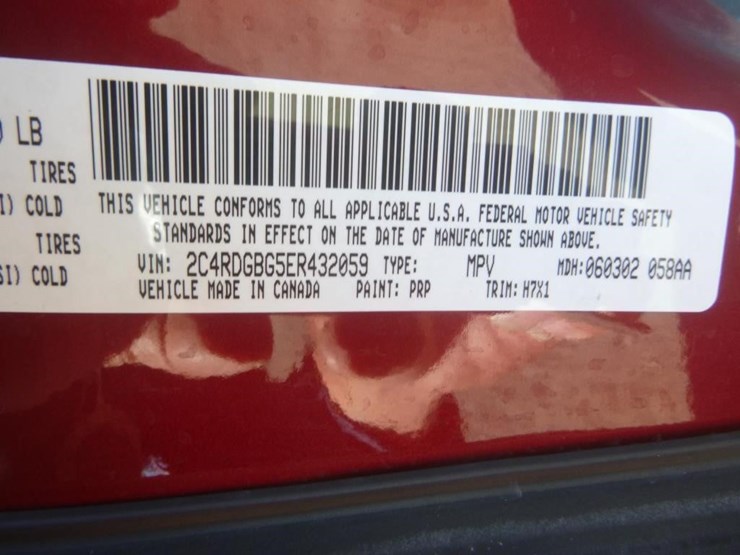 LB
TIRES
COLD
TIRES
COLD
THIS VEHICLE CONFORMS TO ALL APPLICABLE U.S.A. FEDERAL MOTOR VEHICLE SAFETY
STANDARDS IN EFFECT ON THE DATE OF MANUFACTURE SHOWN ABOVE.
VIN: 2C4RDGBG5ER432059 TYPE: MPV MDH:060302 058AA
VEHICLE MADE IN CANADA PAINT: PRP TRIM: H7X1